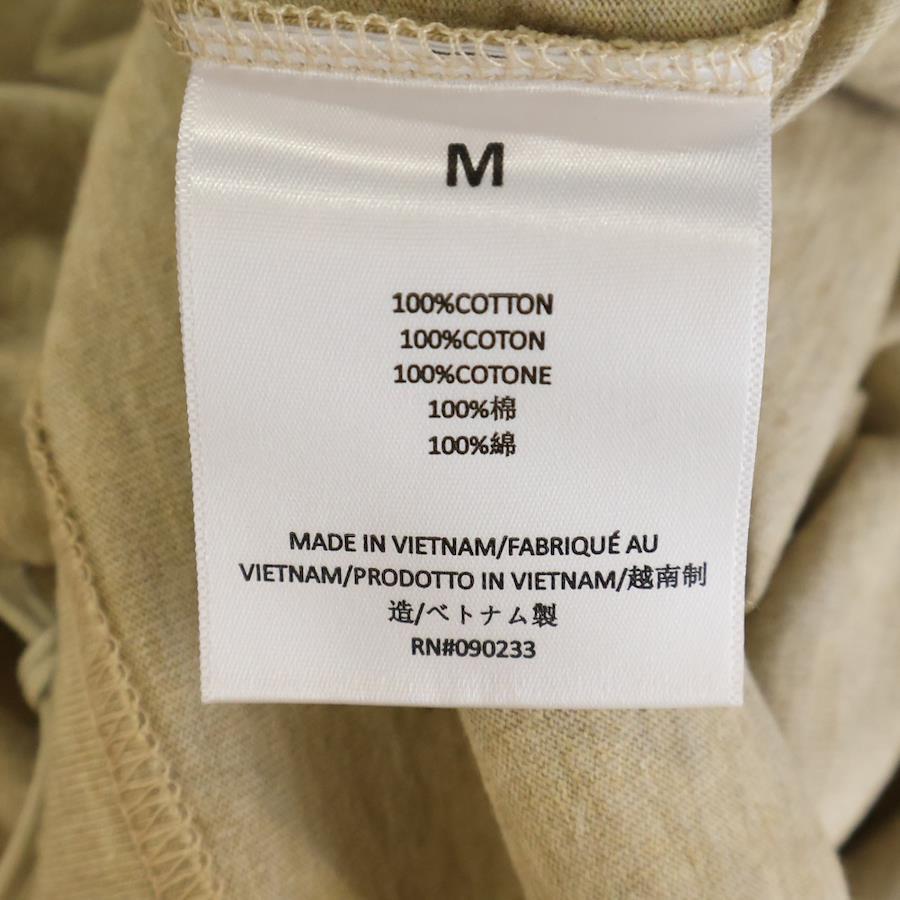 M
100%COTTON
100%COTON
100%COTONE
100%棉
100%綿
MADE IN VIETNAM/FABRIQUÉ AU
VIETNAM/PRODOTTO IN VIETNAM/越南制
造/ベトナム製
RN#090233